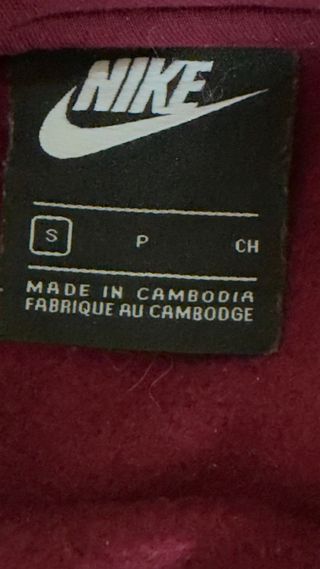 NIKE
S P CH
MADE IN CAMBODIA
FABRIQUE AU CAMBODGE